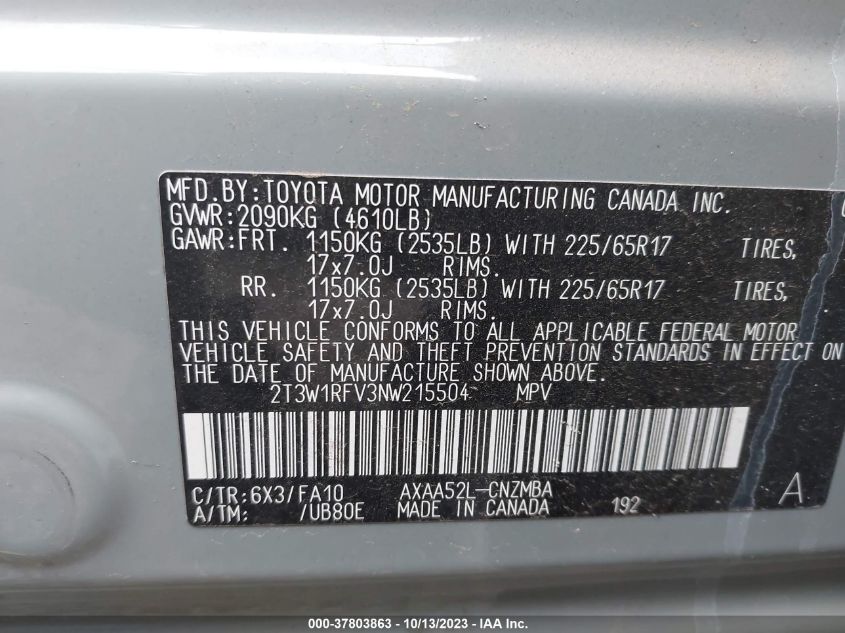 MFD.BY:TOYOTA MOTOR MANUFACTURING CANADA INC.
GVWR:2090KG (4610LB)
GAWR:FRT. 1150KG (2535LB) WITH 225/65R17 TIRES,
17x7.0J RIMS.
RR. 1150KG (2535LB) WITH 225/65R17 TIRES,
17x7.0J RIMS.
THIS VEHICLE CONFORMS TO ALL APPLICABLE FEDERAL MOTOR
VEHICLE SAFETY AND THEFT PREVENTION STANDARDS IN EFFECT ON
THE DATE OF MANUFACTURE SHOWN ABOVE.
2T3W1RFV3NW215504 MPV
C/TR:6X3/FA10 AXAA52L-CNZMBA A
A/TM: /UB80E MADE IN CANADA 192
000-37803863 - 10/13/2023 - IAA Inc.